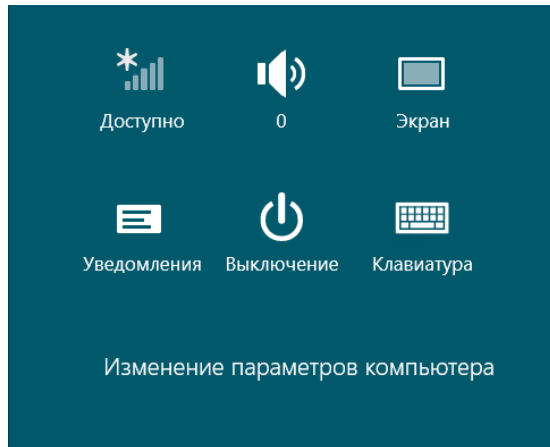 Доступно 0 Экран
Уведомления Выключение Клавиатура
Изменение параметров компьютера